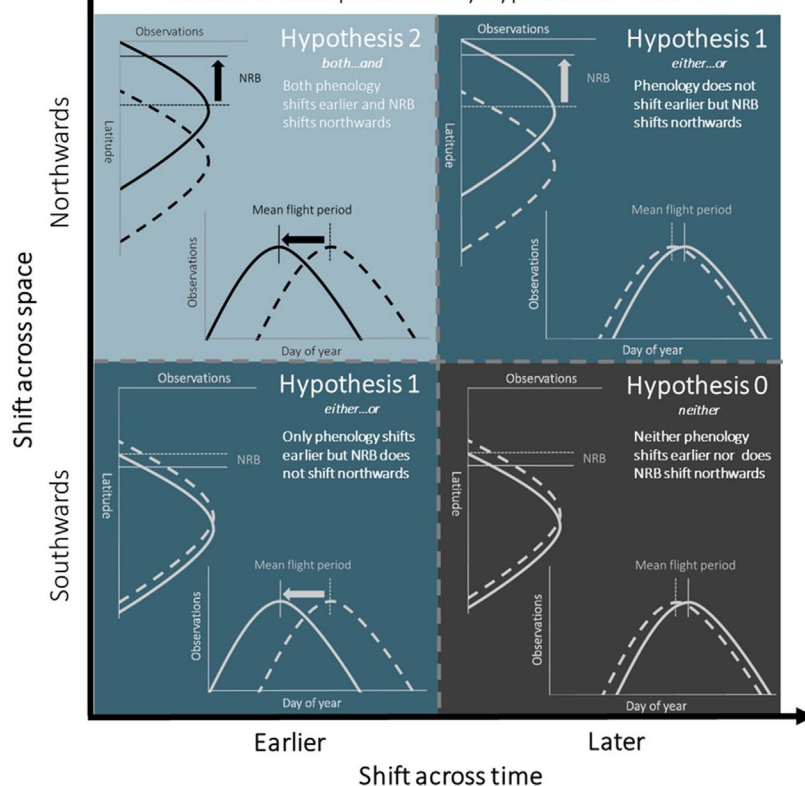 Observations
Hypothesis 2
both...and
Both phenology
shifts earlier and NRB
shifts northwards
NRB
Latitude
Mean flight period
Observations
Day of year
Observations
Hypothesis 1
either...or
Phenology does not
shift earlier but NRB
shifts northwards
NRB
Latitude
Mean flight period
Observations
Day of year
Observations
Hypothesis 1
either...or
Only phenology shifts
earlier but NRB does
not shift northwards
NRB
Latitude
Mean flight period
Observations
Day of year
Observations
Hypothesis 0
neither
Neither phenology
shifts earlier nor does
NRB shift northwards
NRB
Latitude
Mean flight period
Observations
Day of year
Northwards
Southwards
Shift across space
Earlier
Later
Shift across time